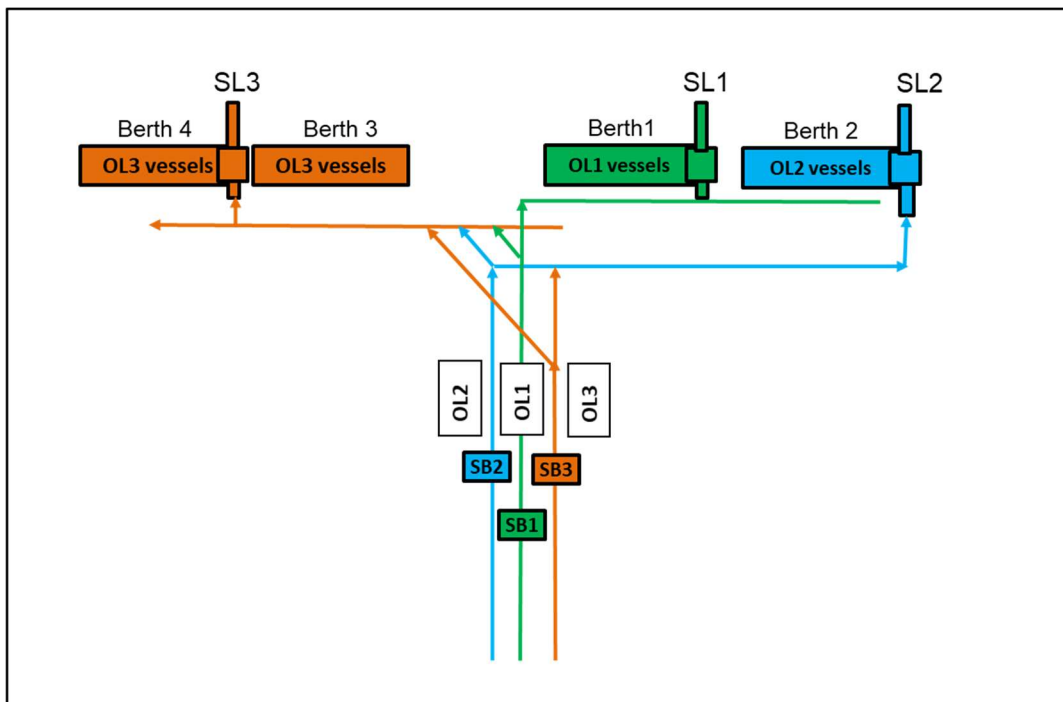 SL3
SL1
SL2
Berth 4
Berth 3
Berth1
Berth 2
OL3 vessels
OL3 vessels
OL1 vessels
OL2 vessels
OL2
OL1
OL3
SB2
SB3
SB1